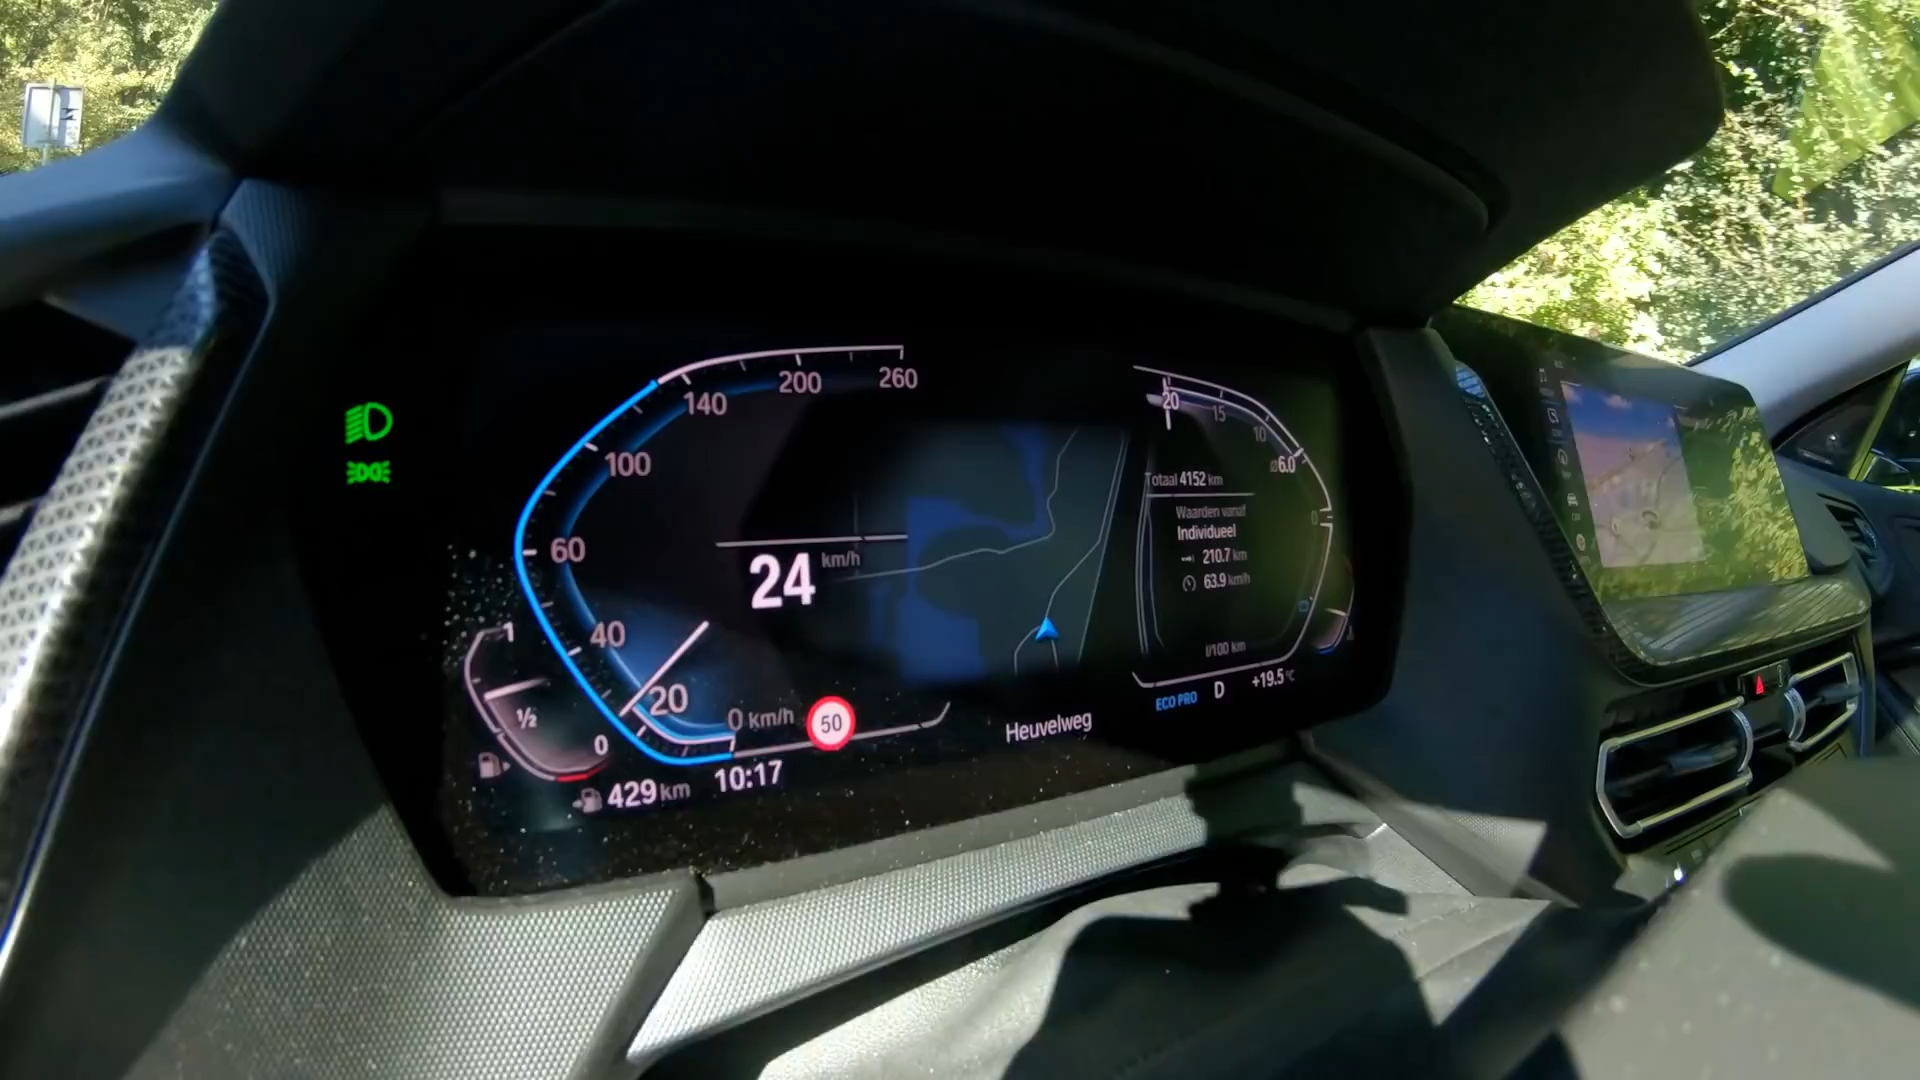 260
200
140
100
60
40
20
0 km/h
24 km/h
50
1
1/2
0
429 km
10:17
Heuvelweg
20
15
10
ø6.0
0
Totaal 4152 km
Waarden vanaf
Individueel
210.7 km
63.9 km/h
l/100 km
ECO PRO
D
+19.5 °C